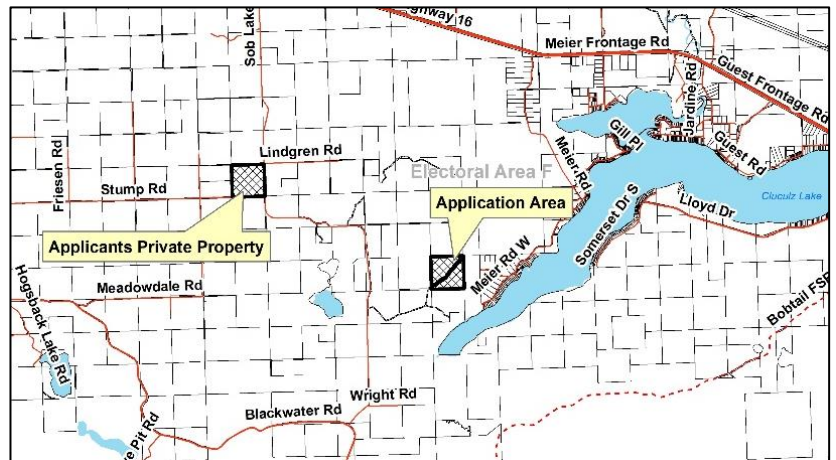 Highway 16
Sob Lake
Meier Frontage Rd
Jardine Rd
Guest Frontage Rd
Lindgren Rd
Gill Pl
Guest Rd
Friesen Rd
Stump Rd
Electoral Area F
Meier Rd
Cluculz Lake
Application Area
Lloyd Dr
Somerset Dr S
Applicants Private Property
Meier Rd W
Meadowdale Rd
Hogsback Lake Rd
Bobtail FSR
Wright Rd
Blackwater Rd
Pit Rd